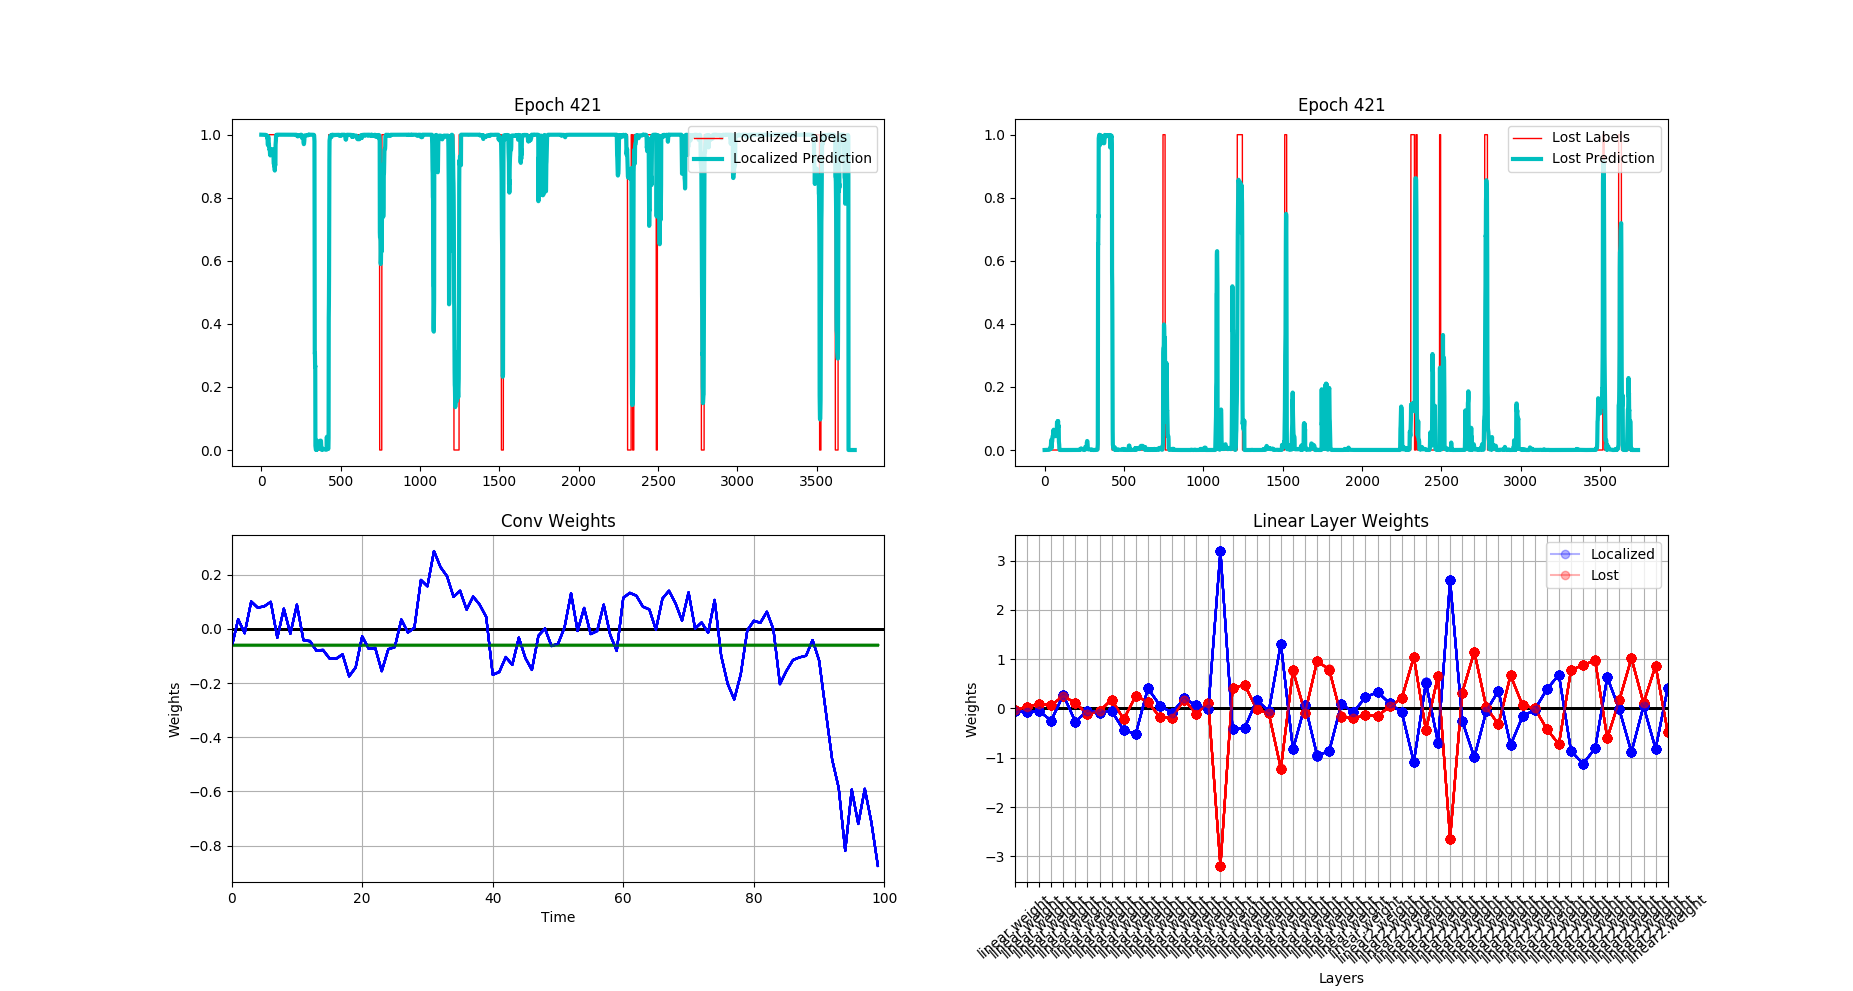 Epoch 421
1.0
0.8
0.6
0.4
0.2
0.0
Localized Labels
Localized Prediction
0 500 1000 1500 2000 2500 3000 3500
Epoch 421
1.0
0.8
0.6
0.4
0.2
0.0
Lost Labels
Lost Prediction
0 500 1000 1500 2000 2500 3000 3500
Conv Weights
Weights
0.2
0.0
−0.2
−0.4
−0.6
−0.8
0 20 40 60 80 100
Time
Linear Layer Weights
Weights
3
2
1
0
−1
−2
−3
Localized
Lost
linear.weight
linear2.weight
Layers